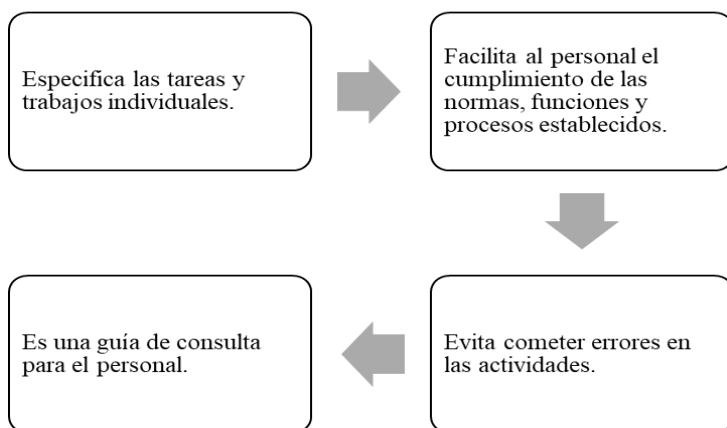 Especifica las tareas y
trabajos individuales.
Facilita al personal el
cumplimiento de las
normas, funciones y
procesos establecidos.
Evita cometer errores en
las actividades.
Es una guía de consulta
para el personal.